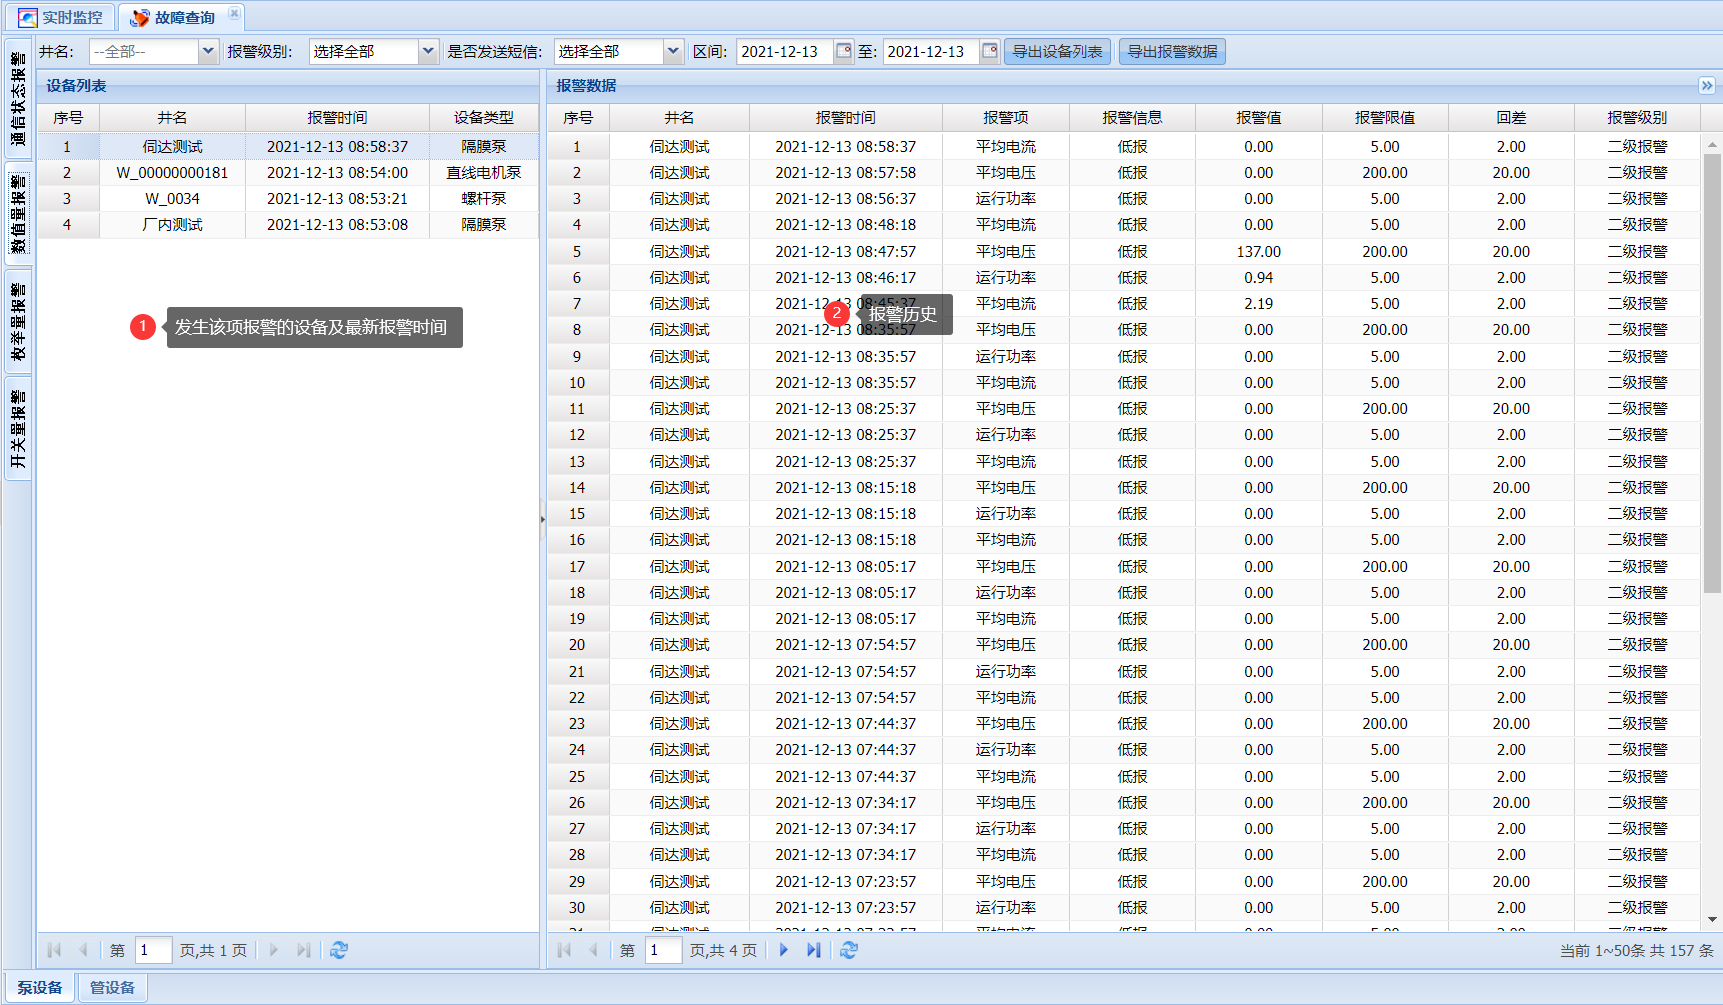 实时监控 故障查询
井名: --全部-- 报警级别: 选择全部 是否发送短信: 选择全部 区间: 2021-12-13 至: 2021-12-13 导出设备列表 导出报警数据
通信状态报警
数值量报警
枚举量报警
开关量报警
设备列表
序号 井名 报警时间 设备类型
1 伺达测试 2021-12-13 08:58:37 隔膜泵
2 W_00000000181 2021-12-13 08:54:00 直线电机泵
3 W_0034 2021-12-13 08:53:21 螺杆泵
4 厂内测试 2021-12-13 08:53:08 隔膜泵
1 发生该项报警的设备及最新报警时间
第 1 页,共 1 页
报警数据
序号 井名 报警时间 报警项 报警信息 报警值 报警限值 回差 报警级别
1 伺达测试 2021-12-13 08:58:37 平均电流 低报 0.00 5.00 2.00 二级报警
2 伺达测试 2021-12-13 08:57:58 平均电压 低报 0.00 200.00 20.00 二级报警
3 伺达测试 2021-12-13 08:56:37 运行功率 低报 0.00 5.00 2.00 二级报警
4 伺达测试 2021-12-13 08:48:18 平均电流 低报 0.00 5.00 2.00 二级报警
5 伺达测试 2021-12-13 08:47:57 平均电压 低报 137.00 200.00 20.00 二级报警
6 伺达测试 2021-12-13 08:46:17 运行功率 低报 0.94 5.00 2.00 二级报警
7 伺达测试 2021-12-13 08:45:37 平均电流 低报 2.19 5.00 2.00 二级报警
2 报警历史
8 伺达测试 2021-12-13 08:35:57 平均电压 低报 0.00 200.00 20.00 二级报警
9 伺达测试 2021-12-13 08:35:57 运行功率 低报 0.00 5.00 2.00 二级报警
10 伺达测试 2021-12-13 08:35:57 平均电流 低报 0.00 5.00 2.00 二级报警
11 伺达测试 2021-12-13 08:25:37 平均电压 低报 0.00 200.00 20.00 二级报警
12 伺达测试 2021-12-13 08:25:37 运行功率 低报 0.00 5.00 2.00 二级报警
13 伺达测试 2021-12-13 08:25:37 平均电流 低报 0.00 5.00 2.00 二级报警
14 伺达测试 2021-12-13 08:15:18 平均电压 低报 0.00 200.00 20.00 二级报警
15 伺达测试 2021-12-13 08:15:18 运行功率 低报 0.00 5.00 2.00 二级报警
16 伺达测试 2021-12-13 08:15:18 平均电流 低报 0.00 5.00 2.00 二级报警
17 伺达测试 2021-12-13 08:05:17 平均电压 低报 0.00 200.00 20.00 二级报警
18 伺达测试 2021-12-13 08:05:17 运行功率 低报 0.00 5.00 2.00 二级报警
19 伺达测试 2021-12-13 08:05:17 平均电流 低报 0.00 5.00 2.00 二级报警
20 伺达测试 2021-12-13 07:54:57 平均电压 低报 0.00 200.00 20.00 二级报警
21 伺达测试 2021-12-13 07:54:57 运行功率 低报 0.00 5.00 2.00 二级报警
22 伺达测试 2021-12-13 07:54:57 平均电流 低报 0.00 5.00 2.00 二级报警
23 伺达测试 2021-12-13 07:44:37 平均电压 低报 0.00 200.00 20.00 二级报警
24 伺达测试 2021-12-13 07:44:37 运行功率 低报 0.00 5.00 2.00 二级报警
25 伺达测试 2021-12-13 07:44:37 平均电流 低报 0.00 5.00 2.00 二级报警
26 伺达测试 2021-12-13 07:34:17 平均电压 低报 0.00 200.00 20.00 二级报警
27 伺达测试 2021-12-13 07:34:17 运行功率 低报 0.00 5.00 2.00 二级报警
28 伺达测试 2021-12-13 07:34:17 平均电流 低报 0.00 5.00 2.00 二级报警
29 伺达测试 2021-12-13 07:23:57 平均电压 低报 0.00 200.00 20.00 二级报警
30 伺达测试 2021-12-13 07:23:57 运行功率 低报 0.00 5.00 2.00 二级报警
第 1 页,共 4 页 当前 1~50条 共 157 条
泵设备 管设备